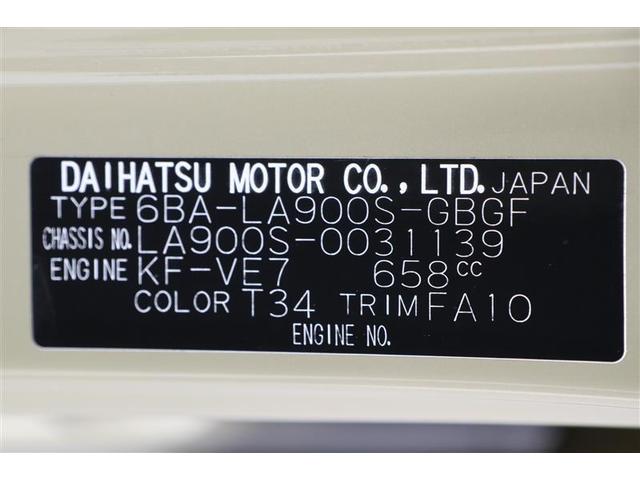 DAIHATSU MOTOR CO., LTD. JAPAN
TYPE 6BA-LA900S-GBGF
CHASSIS NO. LA900S-0031139
ENGINE KF-VE7 658cc
COLOR T34 TRIM FA10
ENGINE NO.